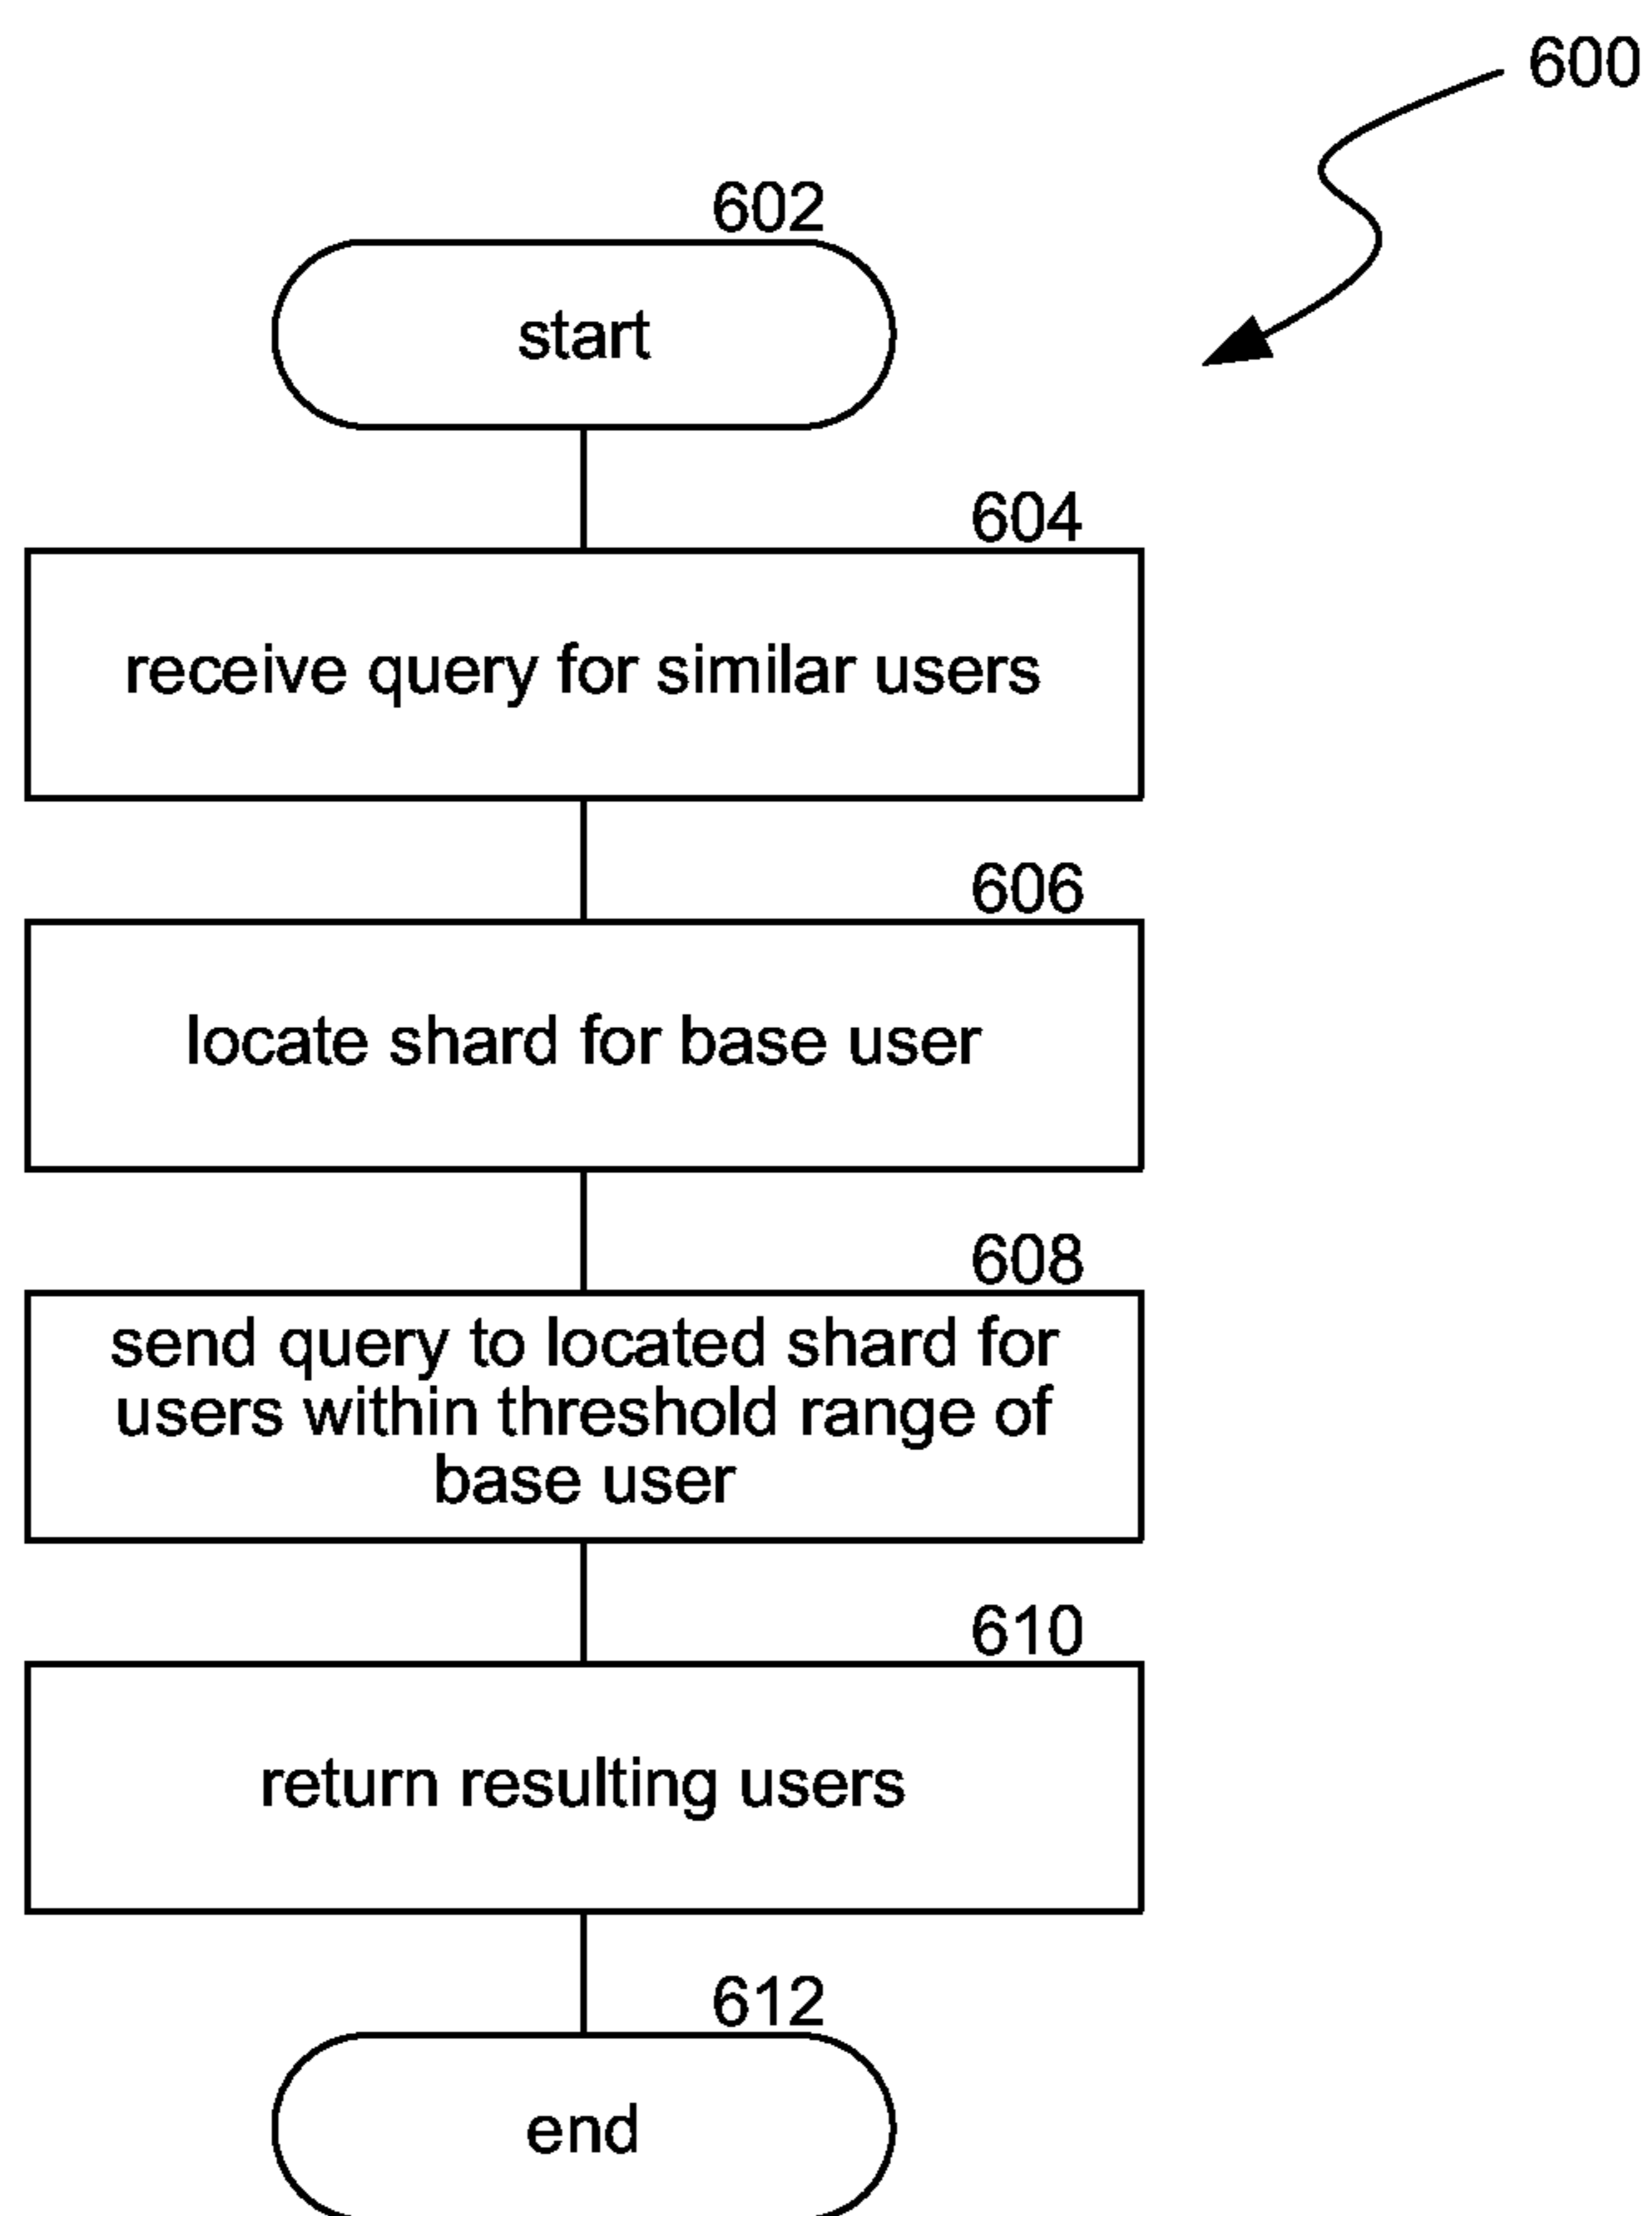 600
602
start
604
receive query for similar users
606
locate shard for base user
608
send query to located shard for
users within threshold range of
base user
610
return resulting users
612
end